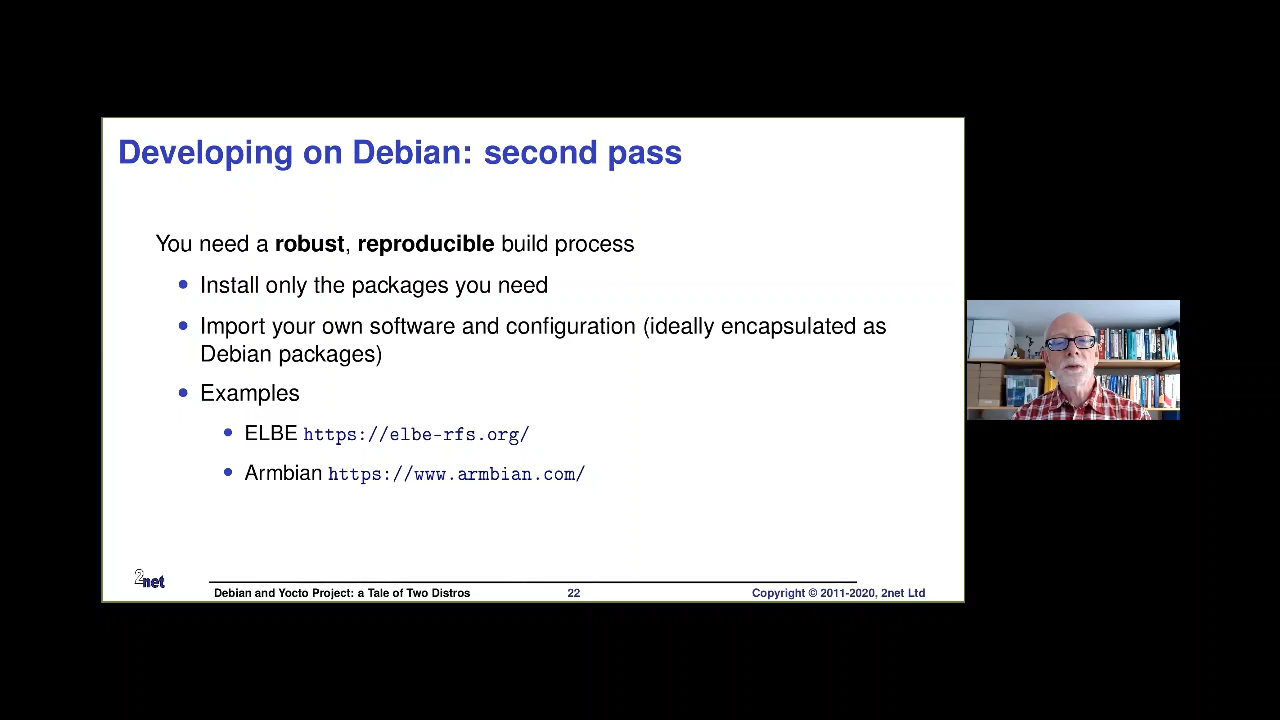 Developing on Debian: second pass
You need a robust, reproducible build process
Install only the packages you need
Import your own software and configuration (ideally encapsulated as
Debian packages)
Examples
ELBE https://elbe-rfs.org/
Armbian https://www.armbian.com/
2net
Debian and Yocto Project: a Tale of Two Distros 22 Copyright © 2011-2020, 2net Ltd